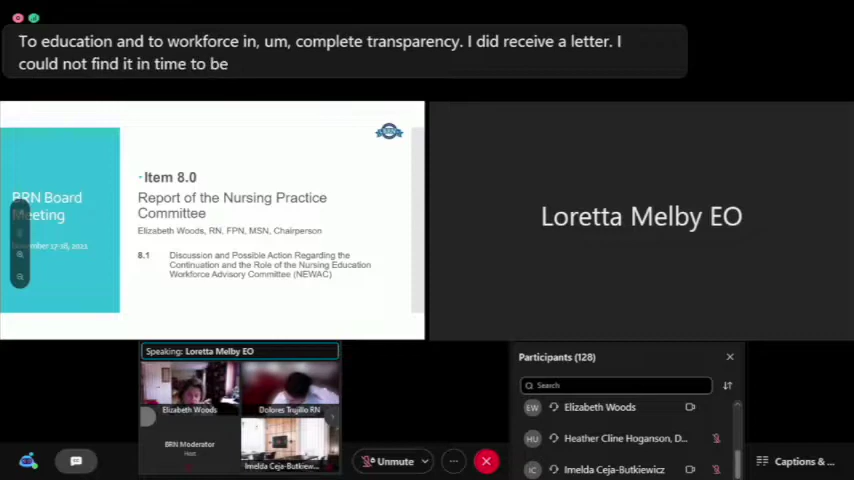 To education and to workforce in, um, complete transparency. I did receive a letter. I
could not find it in time to be
BRN Board
Meeting
November 17-18, 2021
Item 8.0
Report of the Nursing Practice
Committee
Elizabeth Woods, RN, FPN, MSN, Chairperson
8.1 Discussion and Possible Action Regarding the
Continuation and the Role of the Nursing Education
Workforce Advisory Committee (NEWAC)
Loretta Melby EO
Speaking: Loretta Melby EO
Elizabeth Woods
Dolores Trujillo RN
BRN Moderator
Host
Imelda Ceja-Butkiew...
Participants (128)
Search
EW Elizabeth Woods
HU Heather Cline Hoganson, D...
IC Imelda Ceja-Butkiewicz
Unmute
Captions & ...